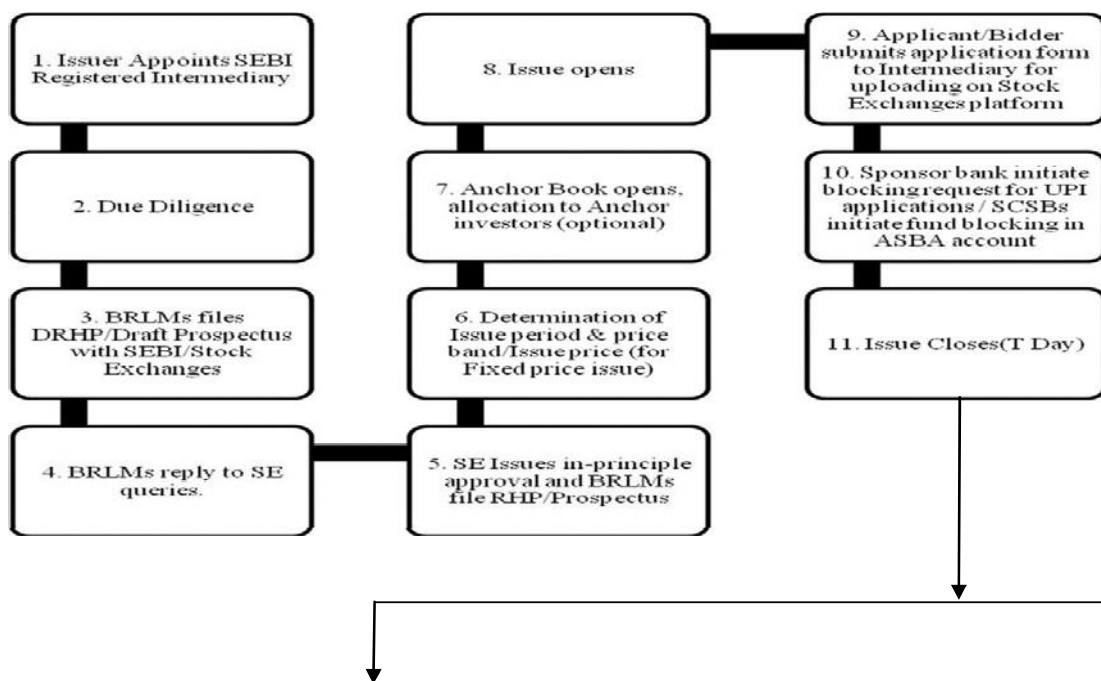 1. Issuer Appoints SEBI
Registered Intermediary
2. Due Diligence
3. BRLMs files
DRHP/Draft Prospectus
with SEBI/Stock
Exchanges
4. BRLMs reply to SE
queries.
5. SE Issues in-principle
approval and BRLMs
file RHP/Prospectus
6. Determination of
Issue period & price
band/Issue price (for
Fixed price issue)
7. Anchor Book opens,
allocation to Anchor
investors (optional)
8. Issue opens
9. Applicant/Bidder
submits application form
to Intermediary for
uploading on Stock
Exchanges platform
10. Sponsor bank initiate
blocking request for UPI
applications / SCSBs
initiate fund blocking in
ASBA account
11. Issue Closes(T Day)